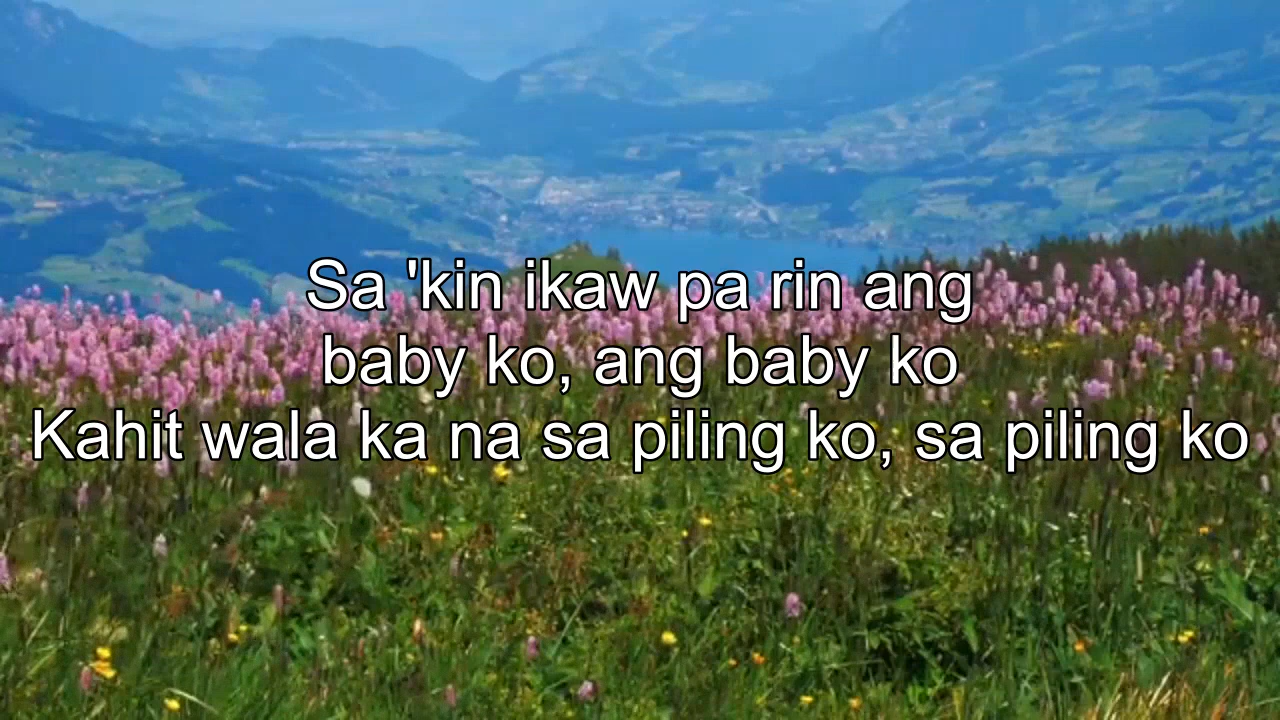 Sa 'kin ikaw pa rin ang
baby ko, ang baby ko
Kahit wala ka na sa piling ko, sa piling ko